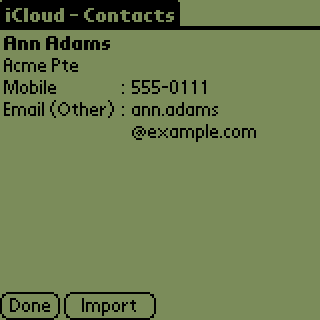 iCloud - Contacts
Ann Adams
Acme Pte
Mobile : 555-0111
Email (Other) : ann.adams
@example.com
Done Import